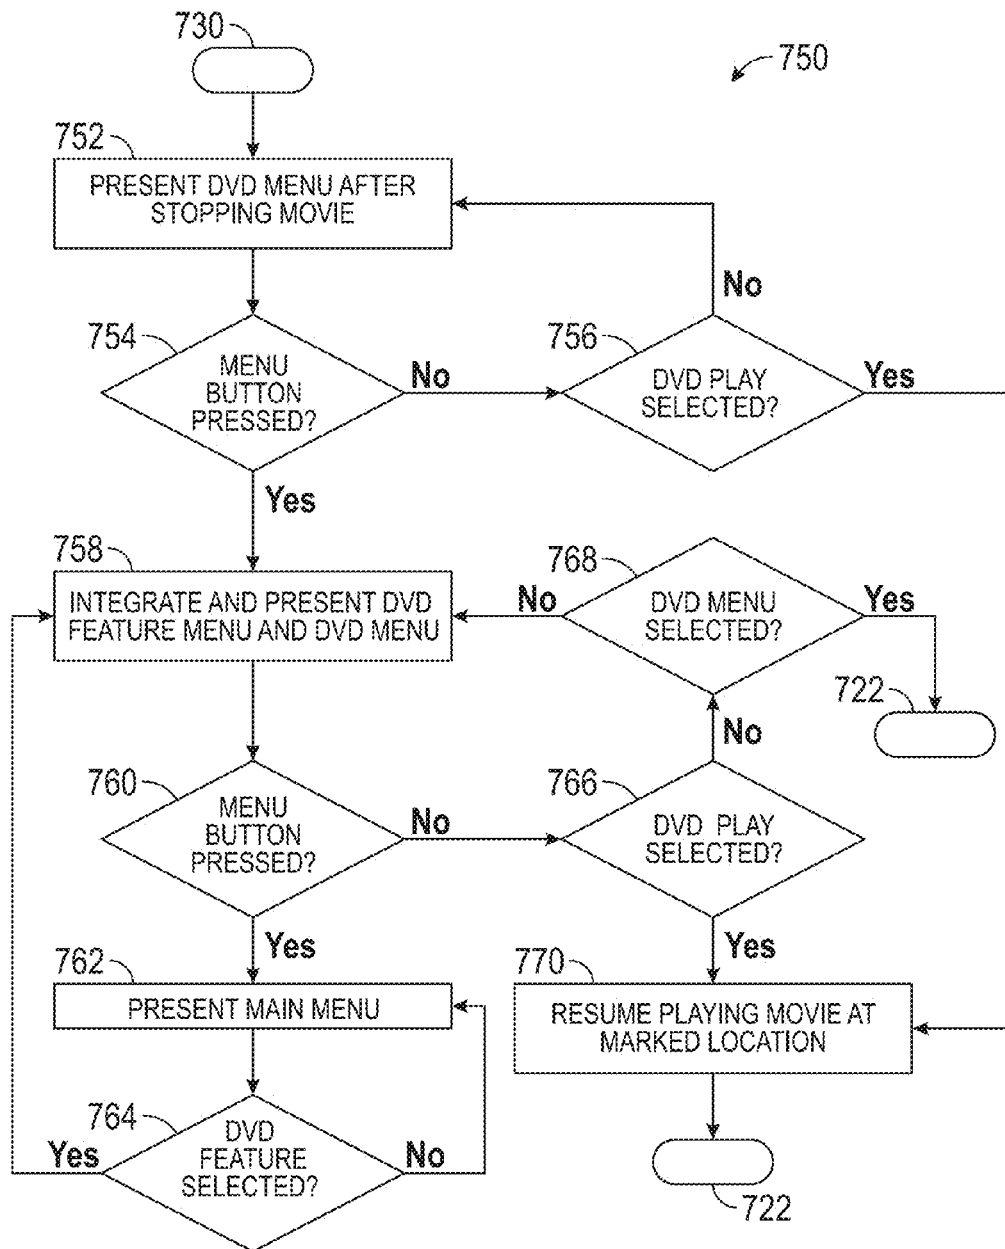 730
750
752
PRESENT DVD MENU AFTER
STOPPING MOVIE
No
754
MENU
BUTTON
PRESSED?
No
756
DVD PLAY
SELECTED?
Yes
Yes
758
INTEGRATE AND PRESENT DVD
FEATURE MENU AND DVD MENU
No
768
DVD MENU
SELECTED?
Yes
722
No
760
MENU
BUTTON
PRESSED?
No
766
DVD PLAY
SELECTED?
Yes
Yes
762
PRESENT MAIN MENU
770
RESUME PLAYING MOVIE AT
MARKED LOCATION
764
Yes
DVD
FEATURE
SELECTED?
No
722